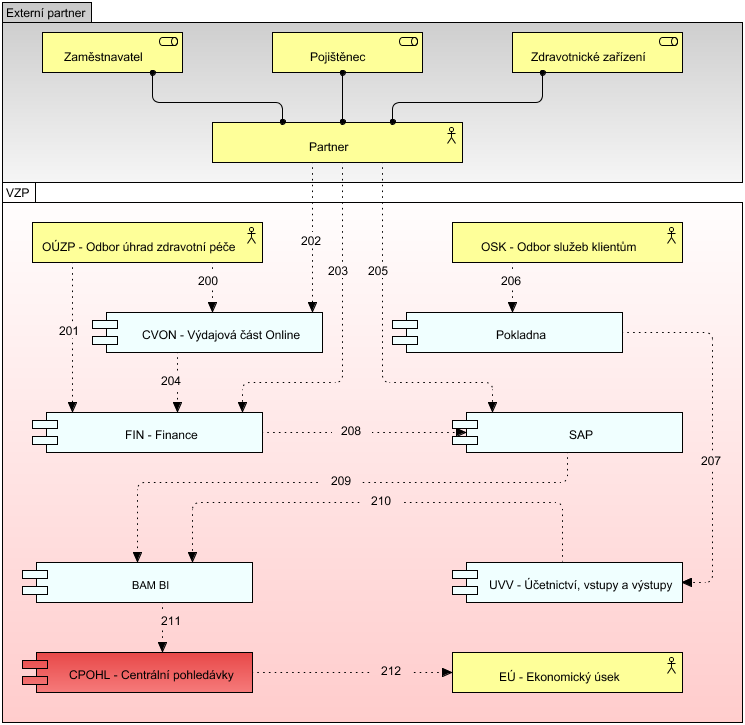 Externí partner
Zaměstnavatel
Pojištěnec
Zdravotnické zařízení
Partner
VZP
OÚZP - Odbor úhrad zdravotní péče
OSK - Odbor služeb klientům
202
203
205
200
206
201
CVON - Výdajová část Online
Pokladna
204
FIN - Finance
208
SAP
207
209
210
BAM BI
UVV - Účetnictví, vstupy a výstupy
211
CPOHL - Centrální pohledávky
212
EÚ - Ekonomický úsek